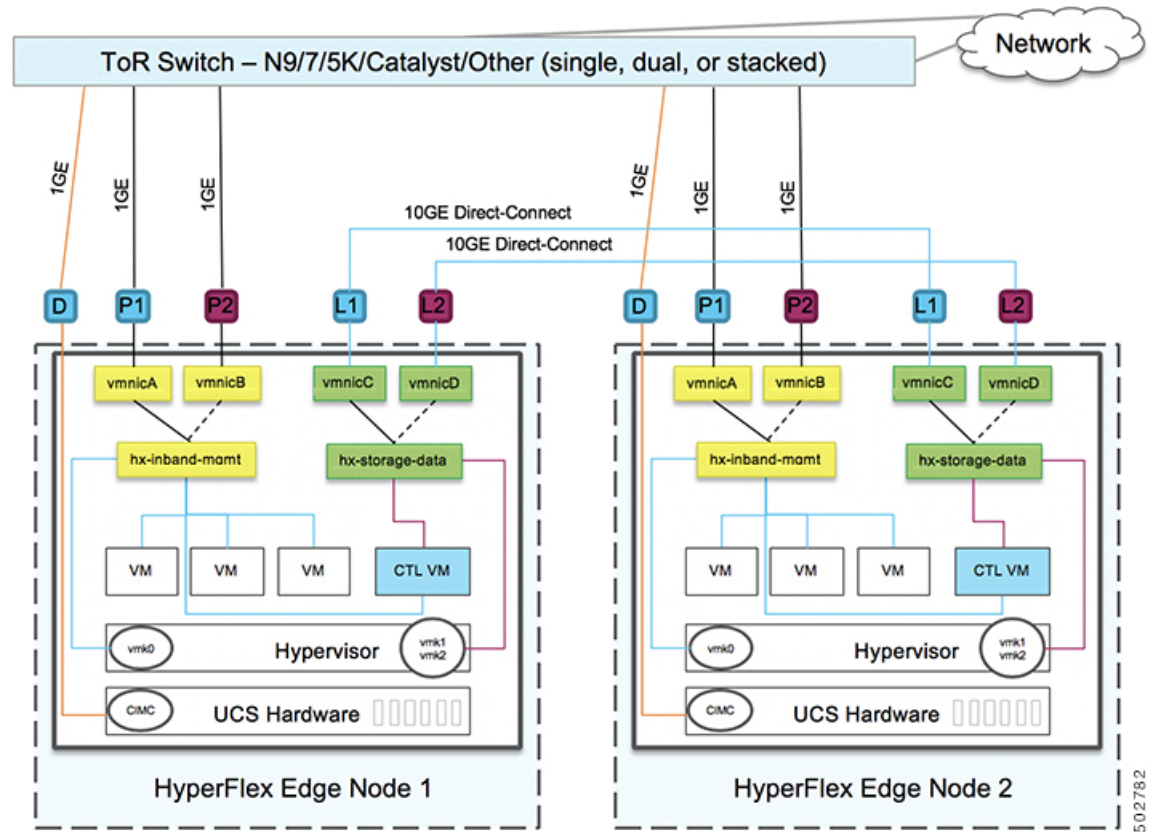 Network
ToR Switch – N9/7/5K/Catalyst/Other (single, dual, or stacked)
1GE
1GE
1GE
1GE
1GE
1GE
10GE Direct-Connect
10GE Direct-Connect
D
P1
P2
L1
L2
D
P1
P2
L1
L2
vmnicA
vmnicB
vmnicC
vmnicD
vmnicA
vmnicB
vmnicC
vmnicD
hx-inband-mgmt
hx-storage-data
hx-inband-mgmt
hx-storage-data
VM
VM
VM
CTL VM
VM
VM
VM
CTL VM
vmk0
Hypervisor
vmk1
vmk2
vmk0
Hypervisor
vmk1
vmk2
CIMC
UCS Hardware
CIMC
UCS Hardware
HyperFlex Edge Node 1
HyperFlex Edge Node 2
502782